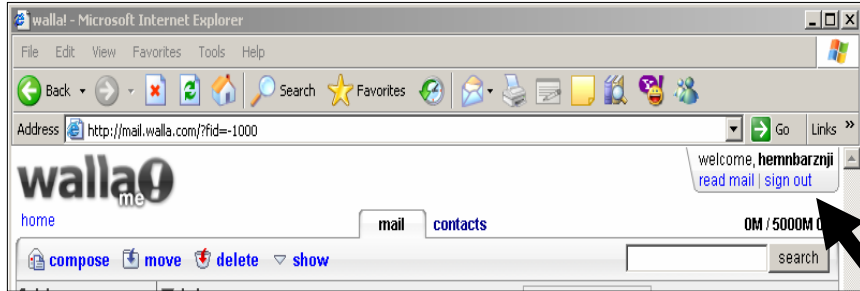 walla! - Microsoft Internet Explorer
File Edit View Favorites Tools Help
Back Search Favorites
Address http://mail.walla.com/?fid=-1000 Go Links »
welcome, hemnbarznji
walla! me
read mail | sign out
home mail contacts 0M / 5000M
compose move delete show search